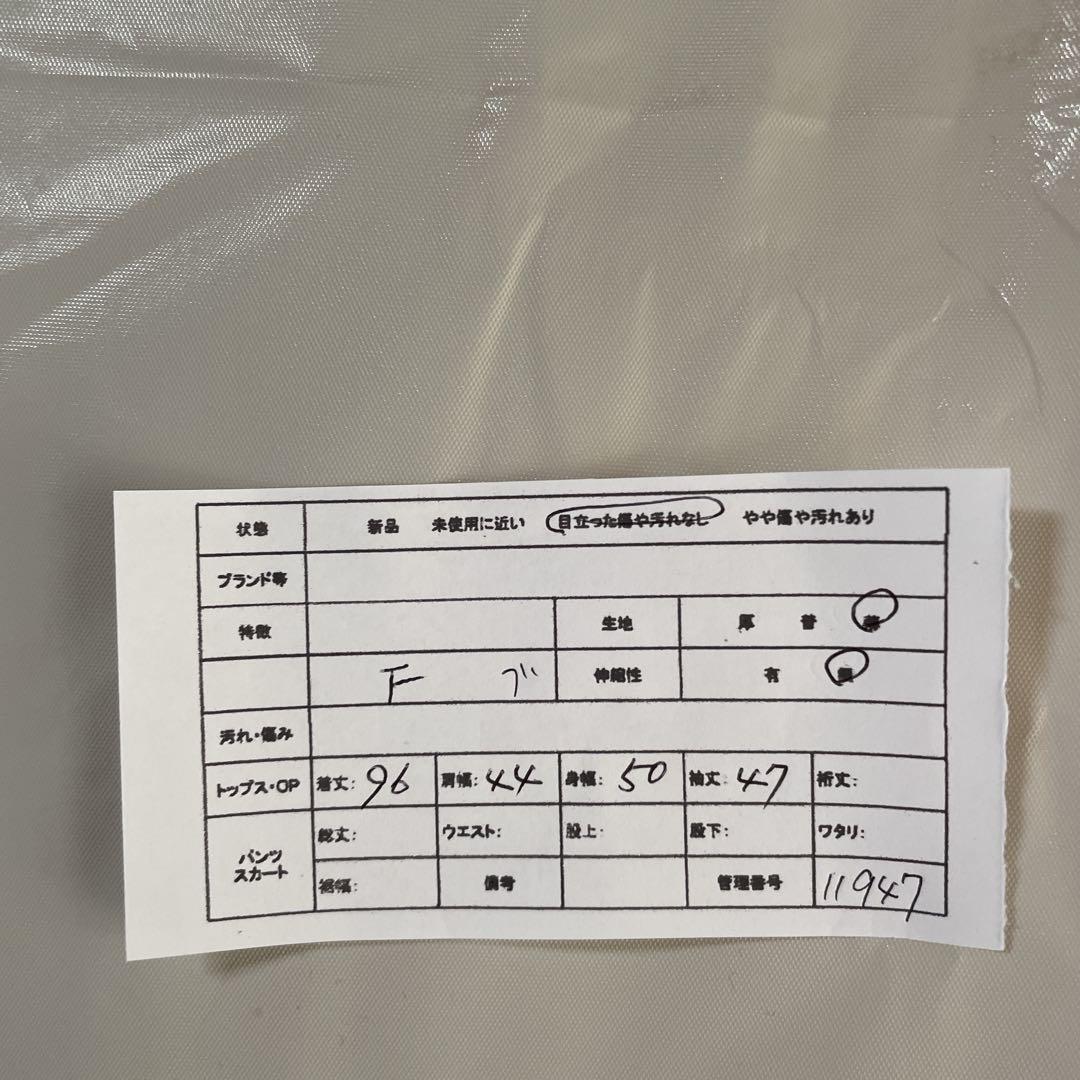 状態 新品 未使用に近い 目立った傷や汚れなし やや傷や汚れあり
ブランド等
特徴 生地 厚 普 薄
F ブ 伸縮性 有 無
汚れ・傷み
トップス・OP 着丈: 96 肩幅: 44 身幅: 50 袖丈: 47 裄丈:
パンツ スカート 総丈: ウエスト: 股上: 股下: ワタリ:
裾幅: 備考 管理番号 11947